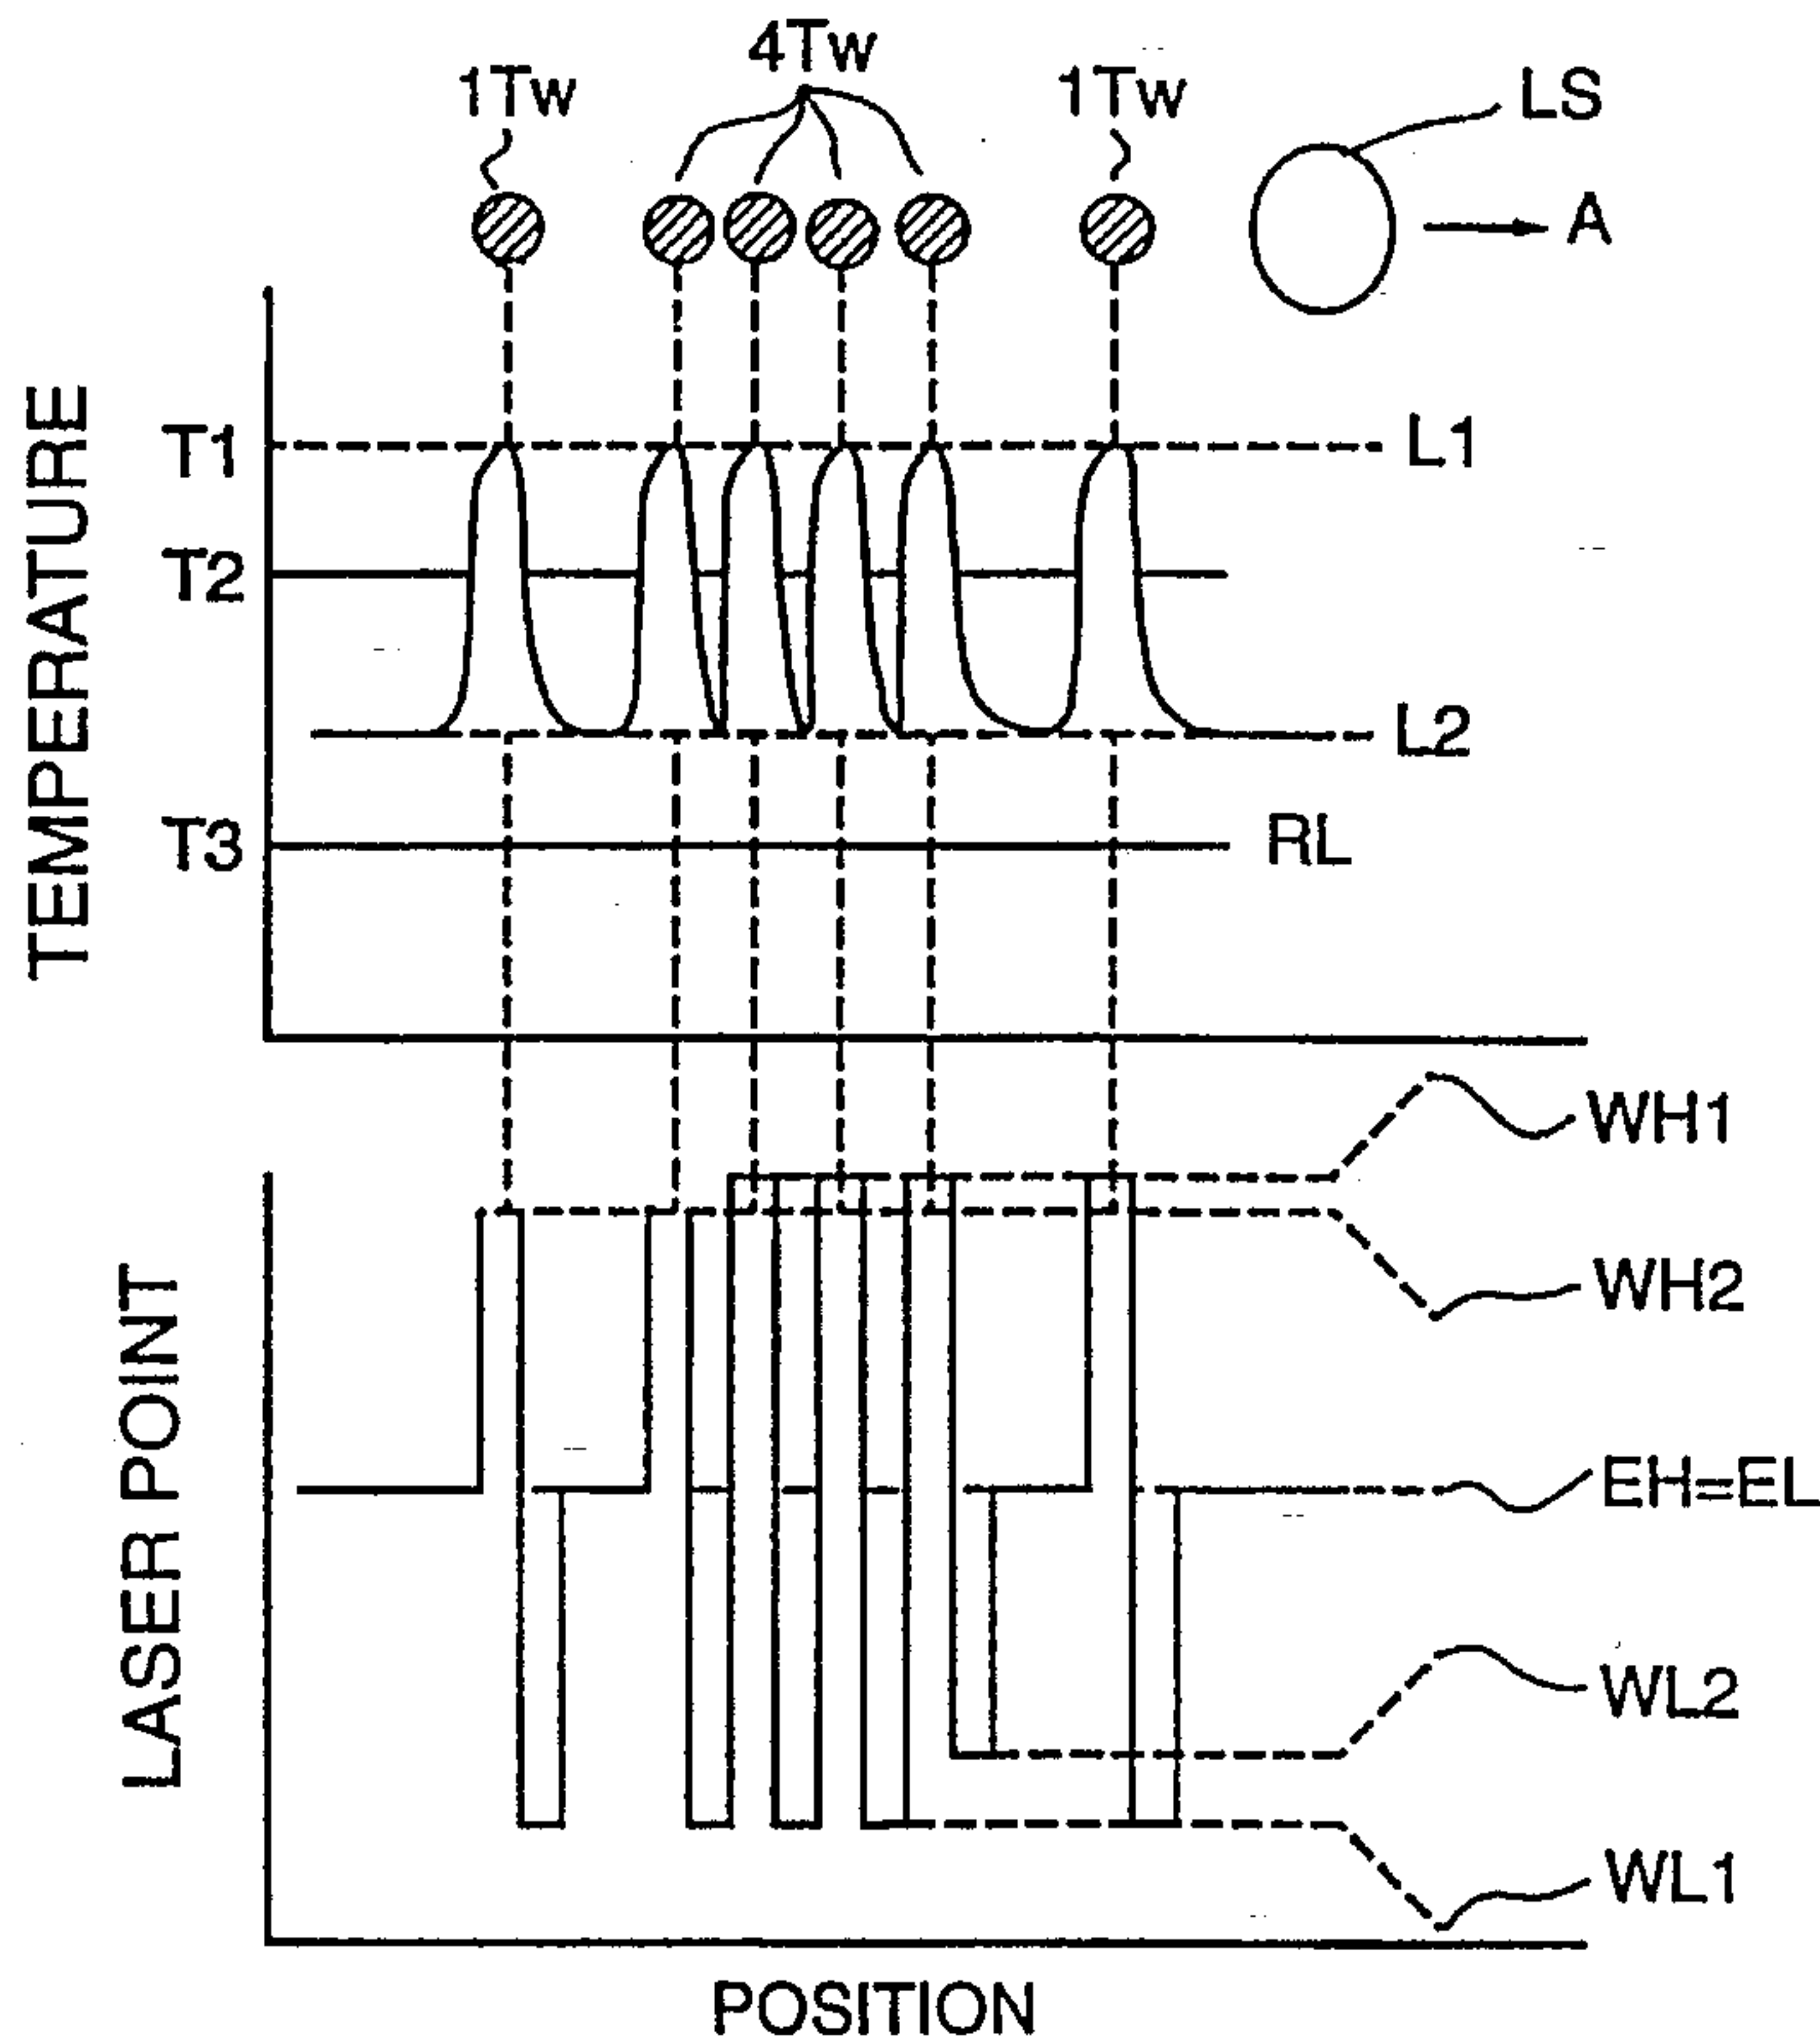 4Tw
1Tw
1Tw
LS
A
TEMPERATURE
T1
L1
T2
L2
T3
RL
WH1
WH2
LASER POINT
EH=EL
WL2
WL1
POSITION